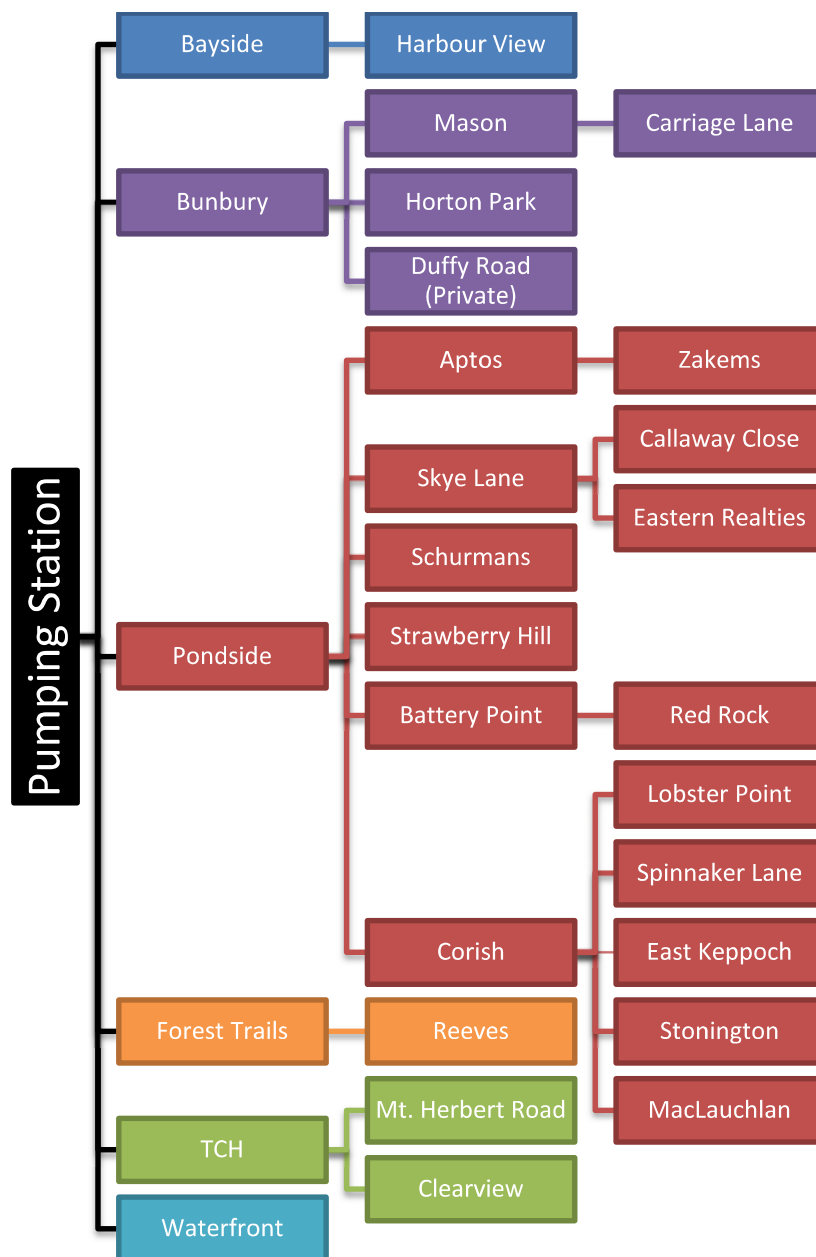 Pumping Station
Bayside
Harbour View
Bunbury
Mason
Carriage Lane
Horton Park
Duffy Road
(Private)
Pondside
Aptos
Zakems
Skye Lane
Callaway Close
Eastern Realties
Schurmans
Strawberry Hill
Battery Point
Red Rock
Corish
Lobster Point
Spinnaker Lane
East Keppoch
Stonington
MacLauchlan
Forest Trails
Reeves
TCH
Mt. Herbert Road
Clearview
Waterfront